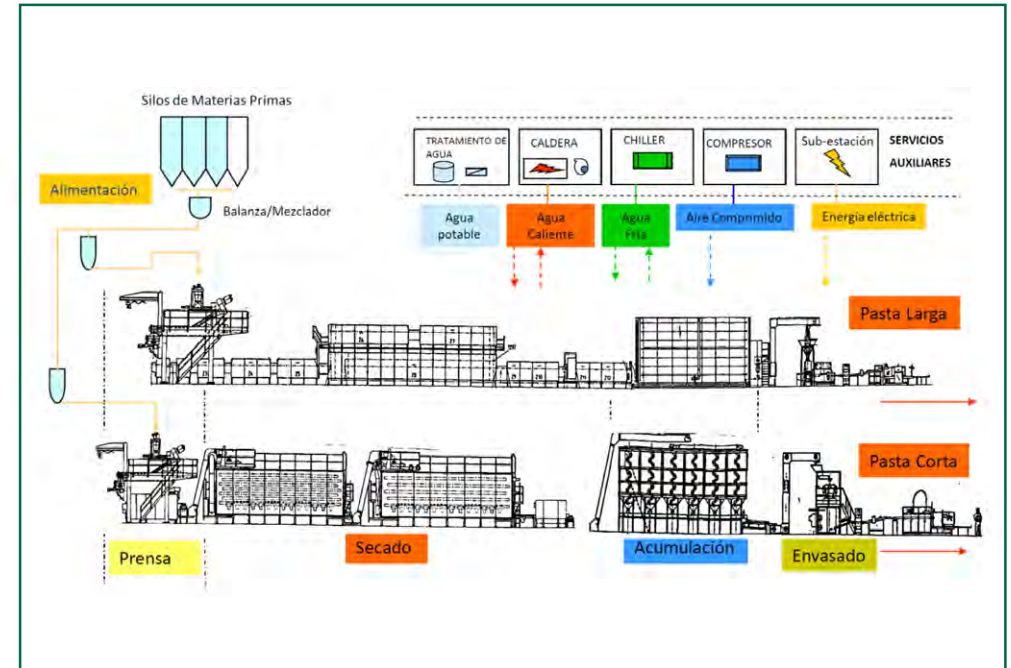 Silos de Materias Primas
Alimentación
Balanza/Mezclador
TRATAMIENTO DE
AGUA
CALDERA
CHILLER
COMPRESOR
Sub-estación
SERVICIOS
AUXILIARES
Agua
potable
Agua
Caliente
Agua
Fría
Aire Comprimido
Energía eléctrica
Pasta Larga
Pasta Corta
Prensa
Secado
Acumulación
Envasado